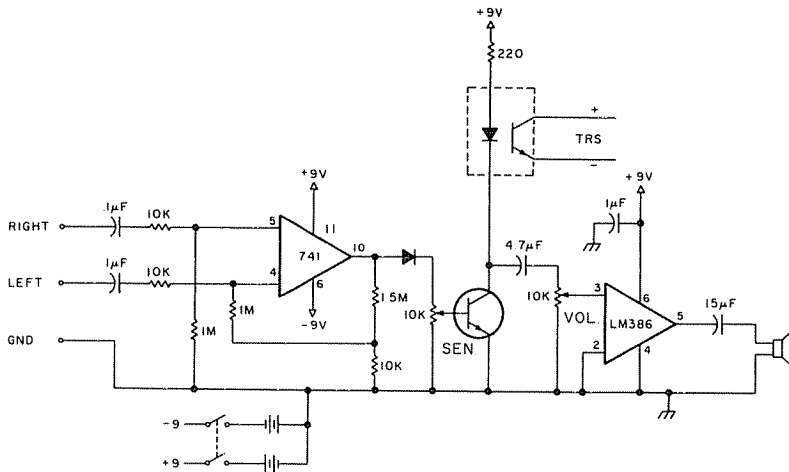 +9V
220
+
TRS
-
+9V
+9V
1µF
.1µF
10K
RIGHT
5
11
4.7µF
741
10
3
6
1µF
10K
LEFT
4
6
10K
10K
5
15µF
1.5M
VOL.
LM386
-9V
1M
SEN.
2
4
GND
1M
10K
-9
+9